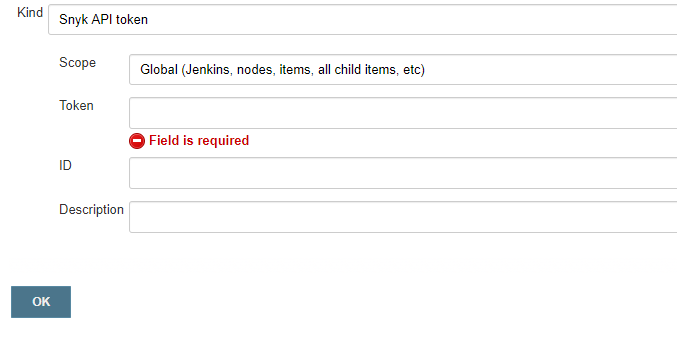 Kind Snyk API token
Scope Global (Jenkins, nodes, items, all child items, etc)
Token
Field is required
ID
Description
OK